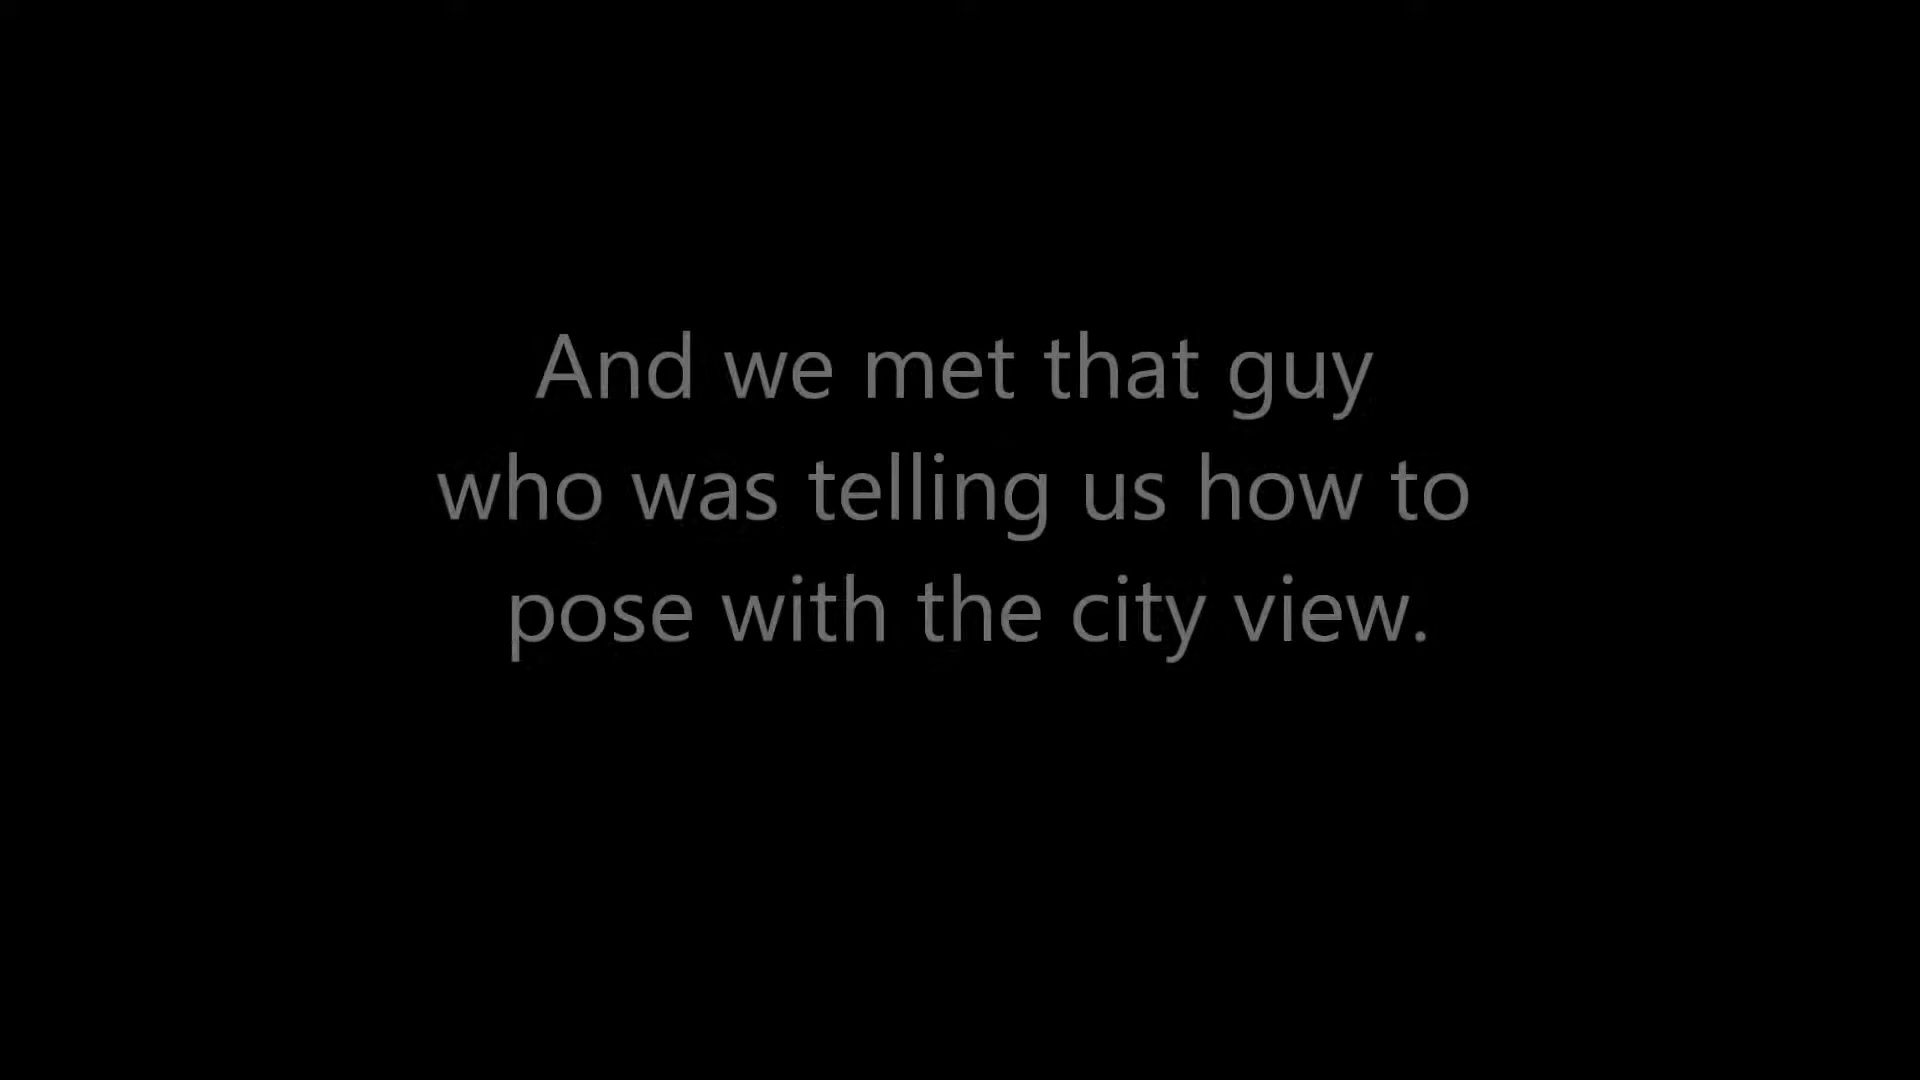 And we met that guy
who was telling us how to
pose with the city view.